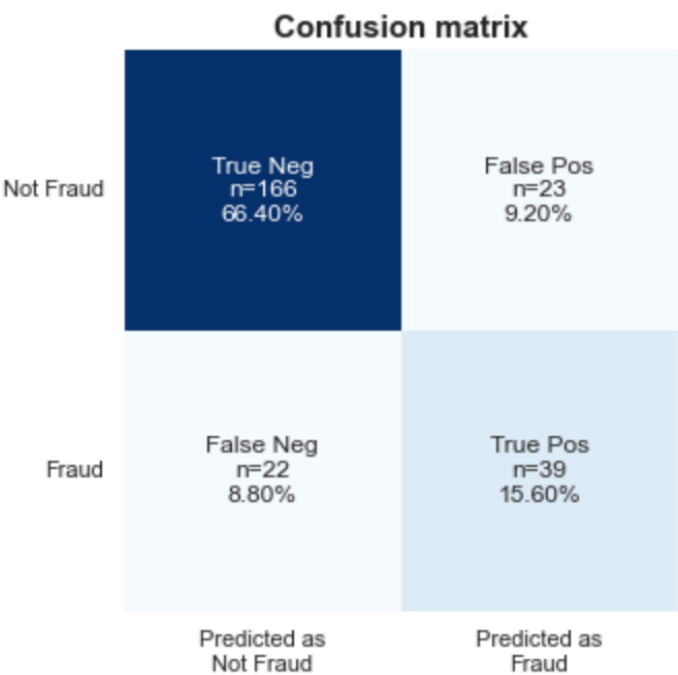 Confusion matrix
Not Fraud
True Neg
n=166
66.40%
False Pos
n=23
9.20%
Fraud
False Neg
n=22
8.80%
True Pos
n=39
15.60%
Predicted as
Not Fraud
Predicted as
Fraud